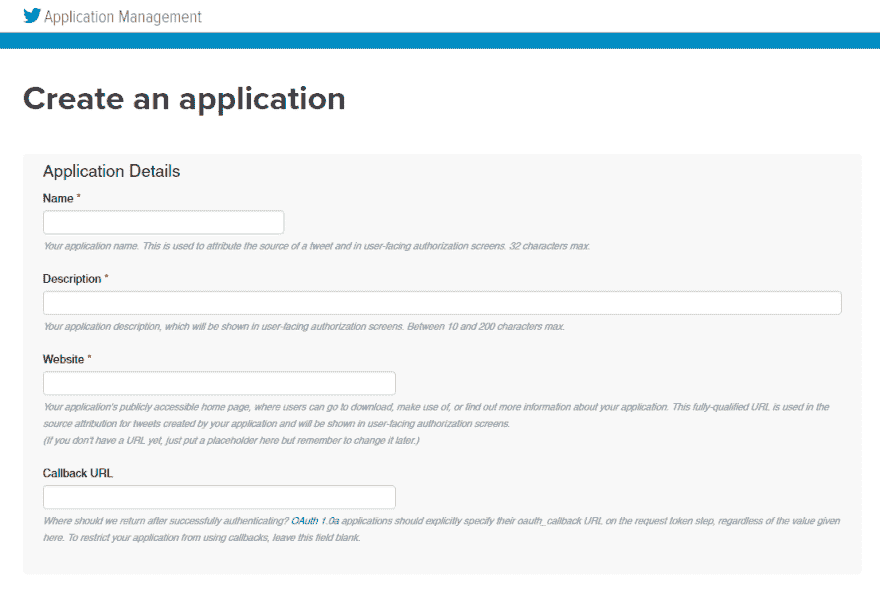 Application Management
Create an application
Application Details
Name *
Your application name. This is used to attribute the source of a tweet and in user-facing authorization screens. 32 characters max.
Description *
Your application description, which will be shown in user-facing authorization screens. Between 10 and 200 characters max.
Website *
Your application's publicly accessible home page, where users can go to download, make use of, or find out more information about your application. This fully-qualified URL is used in the
source attribution for tweets created by your application and will be shown in user-facing authorization screens.
(If you don't have a URL yet, just put a placeholder here but remember to change it later.)
Callback URL
Where should we return after successfully authenticating? OAuth 1.0a applications should explicitly specify their oauth_callback URL on the request token step, regardless of the value given
here. To restrict your application from using callbacks, leave this field blank.